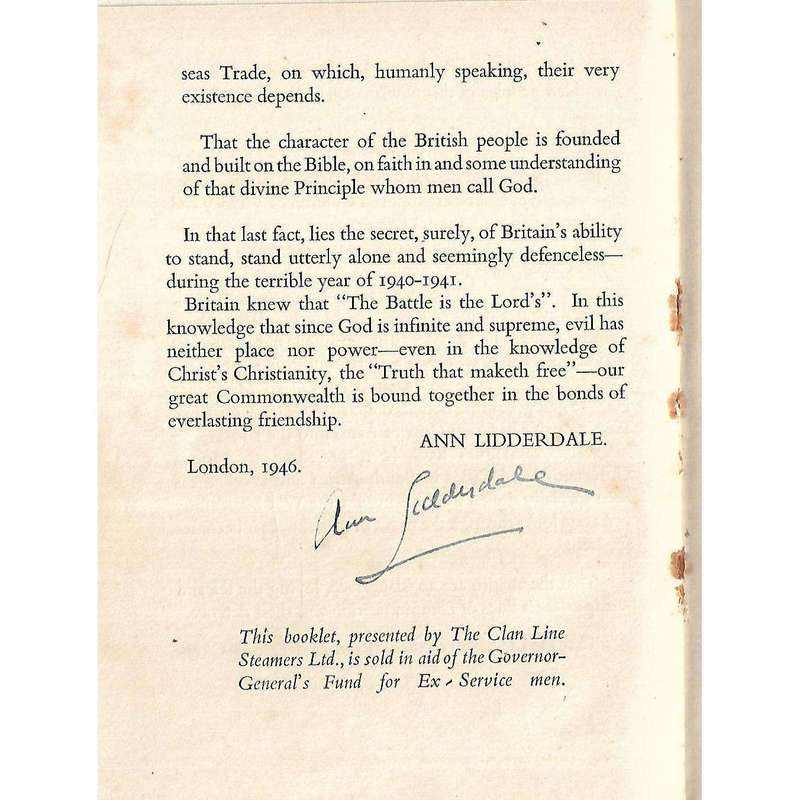 seas Trade, on which, humanly speaking, their very
existence depends.
That the character of the British people is founded
and built on the Bible, on faith in and some understanding
of that divine Principle whom men call God.
In that last fact, lies the secret, surely, of Britain's ability
to stand, stand utterly alone and seemingly defenceless—
during the terrible year of 1940-1941.
Britain knew that "The Battle is the Lord's". In this
knowledge that since God is infinite and supreme, evil has
neither place nor power—even in the knowledge of
Christ's Christianity, the "Truth that maketh free"—our
great Commonwealth is bound together in the bonds of
everlasting friendship.
ANN LIDDERDALE.
London, 1946.
Ann Lidderdale
This booklet, presented by The Clan Line
Steamers Ltd., is sold in aid of the Governor-
General's Fund for Ex-Service men.